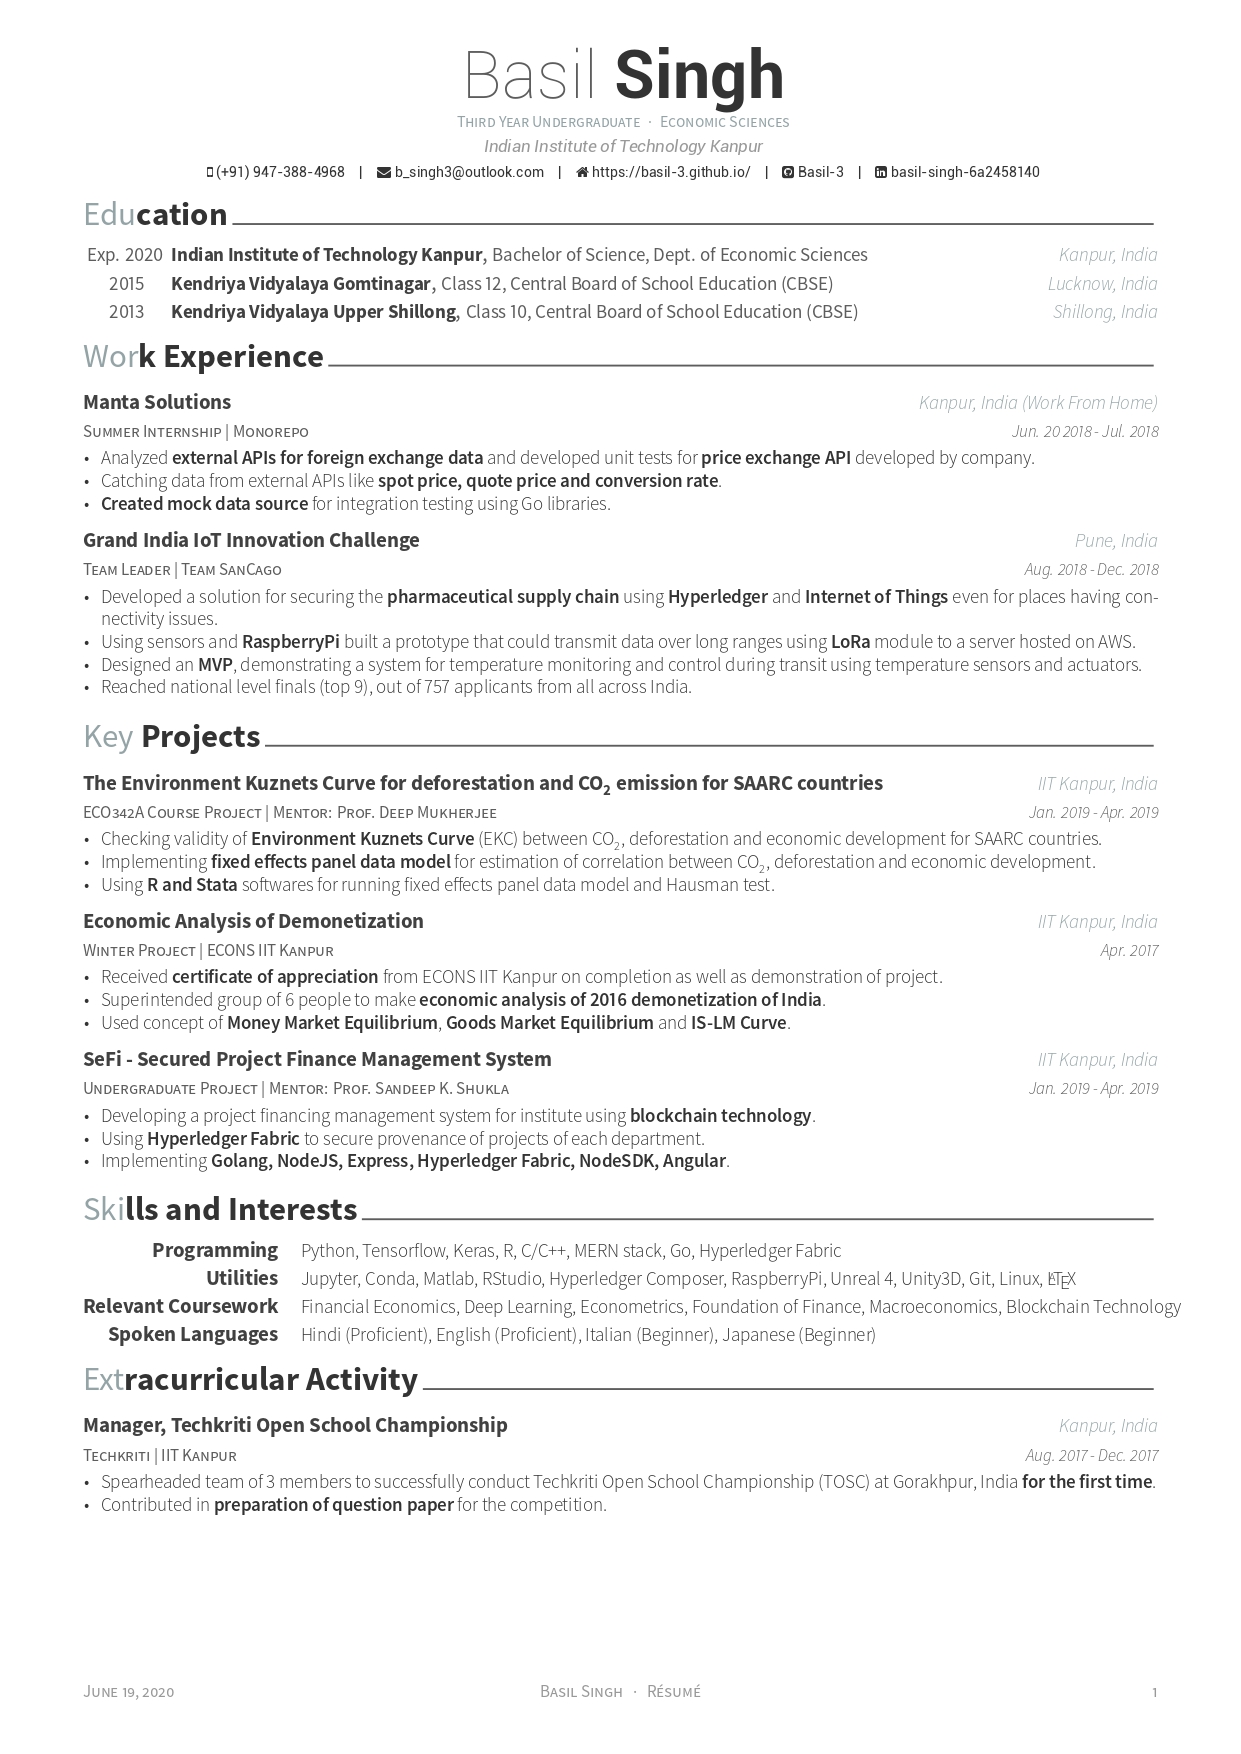 Basil Singh
Third Year Undergraduate · Economic Sciences
Indian Institute of Technology Kanpur
(+91) 947-388-4968 | b_singh3@outlook.com | https://basil-3.github.io/ | Basil-3 | basil-singh-6a2458140
Education
Exp. 2020 Indian Institute of Technology Kanpur, Bachelor of Science, Dept. of Economic Sciences Kanpur, India
2015 Kendriya Vidyalaya Gomtinagar, Class 12, Central Board of School Education (CBSE) Lucknow, India
2013 Kendriya Vidyalaya Upper Shillong, Class 10, Central Board of School Education (CBSE) Shillong, India
Work Experience
Manta Solutions Kanpur, India (Work From Home)
Summer Internship | Monorepo Jun. 20 2018 - Jul. 2018
• Analyzed external APIs for foreign exchange data and developed unit tests for price exchange API developed by company.
• Catching data from external APIs like spot price, quote price and conversion rate.
• Created mock data source for integration testing using Go libraries.
Grand India IoT Innovation Challenge Pune, India
Team Leader | Team SanCago Aug. 2018 - Dec. 2018
• Developed a solution for securing the pharmaceutical supply chain using Hyperledger and Internet of Things even for places having con-
nectivity issues.
• Using sensors and RaspberryPi built a prototype that could transmit data over long ranges using LoRa module to a server hosted on AWS.
• Designed an MVP, demonstrating a system for temperature monitoring and control during transit using temperature sensors and actuators.
• Reached national level finals (top 9), out of 757 applicants from all across India.
Key Projects
The Environment Kuznets Curve for deforestation and CO₂ emission for SAARC countries IIT Kanpur, India
ECO342A Course Project | Mentor: Prof. Deep Mukherjee Jan. 2019 - Apr. 2019
• Checking validity of Environment Kuznets Curve (EKC) between CO₂, deforestation and economic development for SAARC countries.
• Implementing fixed effects panel data model for estimation of correlation between CO₂, deforestation and economic development.
• Using R and Stata softwares for running fixed effects panel data model and Hausman test.
Economic Analysis of Demonetization IIT Kanpur, India
Winter Project | ECONS IIT Kanpur Apr. 2017
• Received certificate of appreciation from ECONS IIT Kanpur on completion as well as demonstration of project.
• Superintended group of 6 people to make economic analysis of 2016 demonetization of India.
• Used concept of Money Market Equilibrium, Goods Market Equilibrium and IS-LM Curve.
SeFi - Secured Project Finance Management System IIT Kanpur, India
Undergraduate Project | Mentor: Prof. Sandeep K. Shukla Jan. 2019 - Apr. 2019
• Developing a project financing management system for institute using blockchain technology.
• Using Hyperledger Fabric to secure provenance of projects of each department.
• Implementing Golang, NodeJS, Express, Hyperledger Fabric, NodeSDK, Angular.
Skills and Interests
Programming Python, Tensorflow, Keras, R, C/C++, MERN stack, Go, Hyperledger Fabric
Utilities Jupyter, Conda, Matlab, RStudio, Hyperledger Composer, RaspberryPi, Unreal 4, Unity3D, Git, Linux, LATEX
Relevant Coursework Financial Economics, Deep Learning, Econometrics, Foundation of Finance, Macroeconomics, Blockchain Technology
Spoken Languages Hindi (Proficient), English (Proficient), Italian (Beginner), Japanese (Beginner)
Extracurricular Activity
Manager, Techkriti Open School Championship Kanpur, India
Techkriti | IIT Kanpur Aug. 2017 - Dec. 2017
• Spearheaded team of 3 members to successfully conduct Techkriti Open School Championship (TOSC) at Gorakhpur, India for the first time.
• Contributed in preparation of question paper for the competition.
June 19, 2020 Basil Singh · Résumé 1